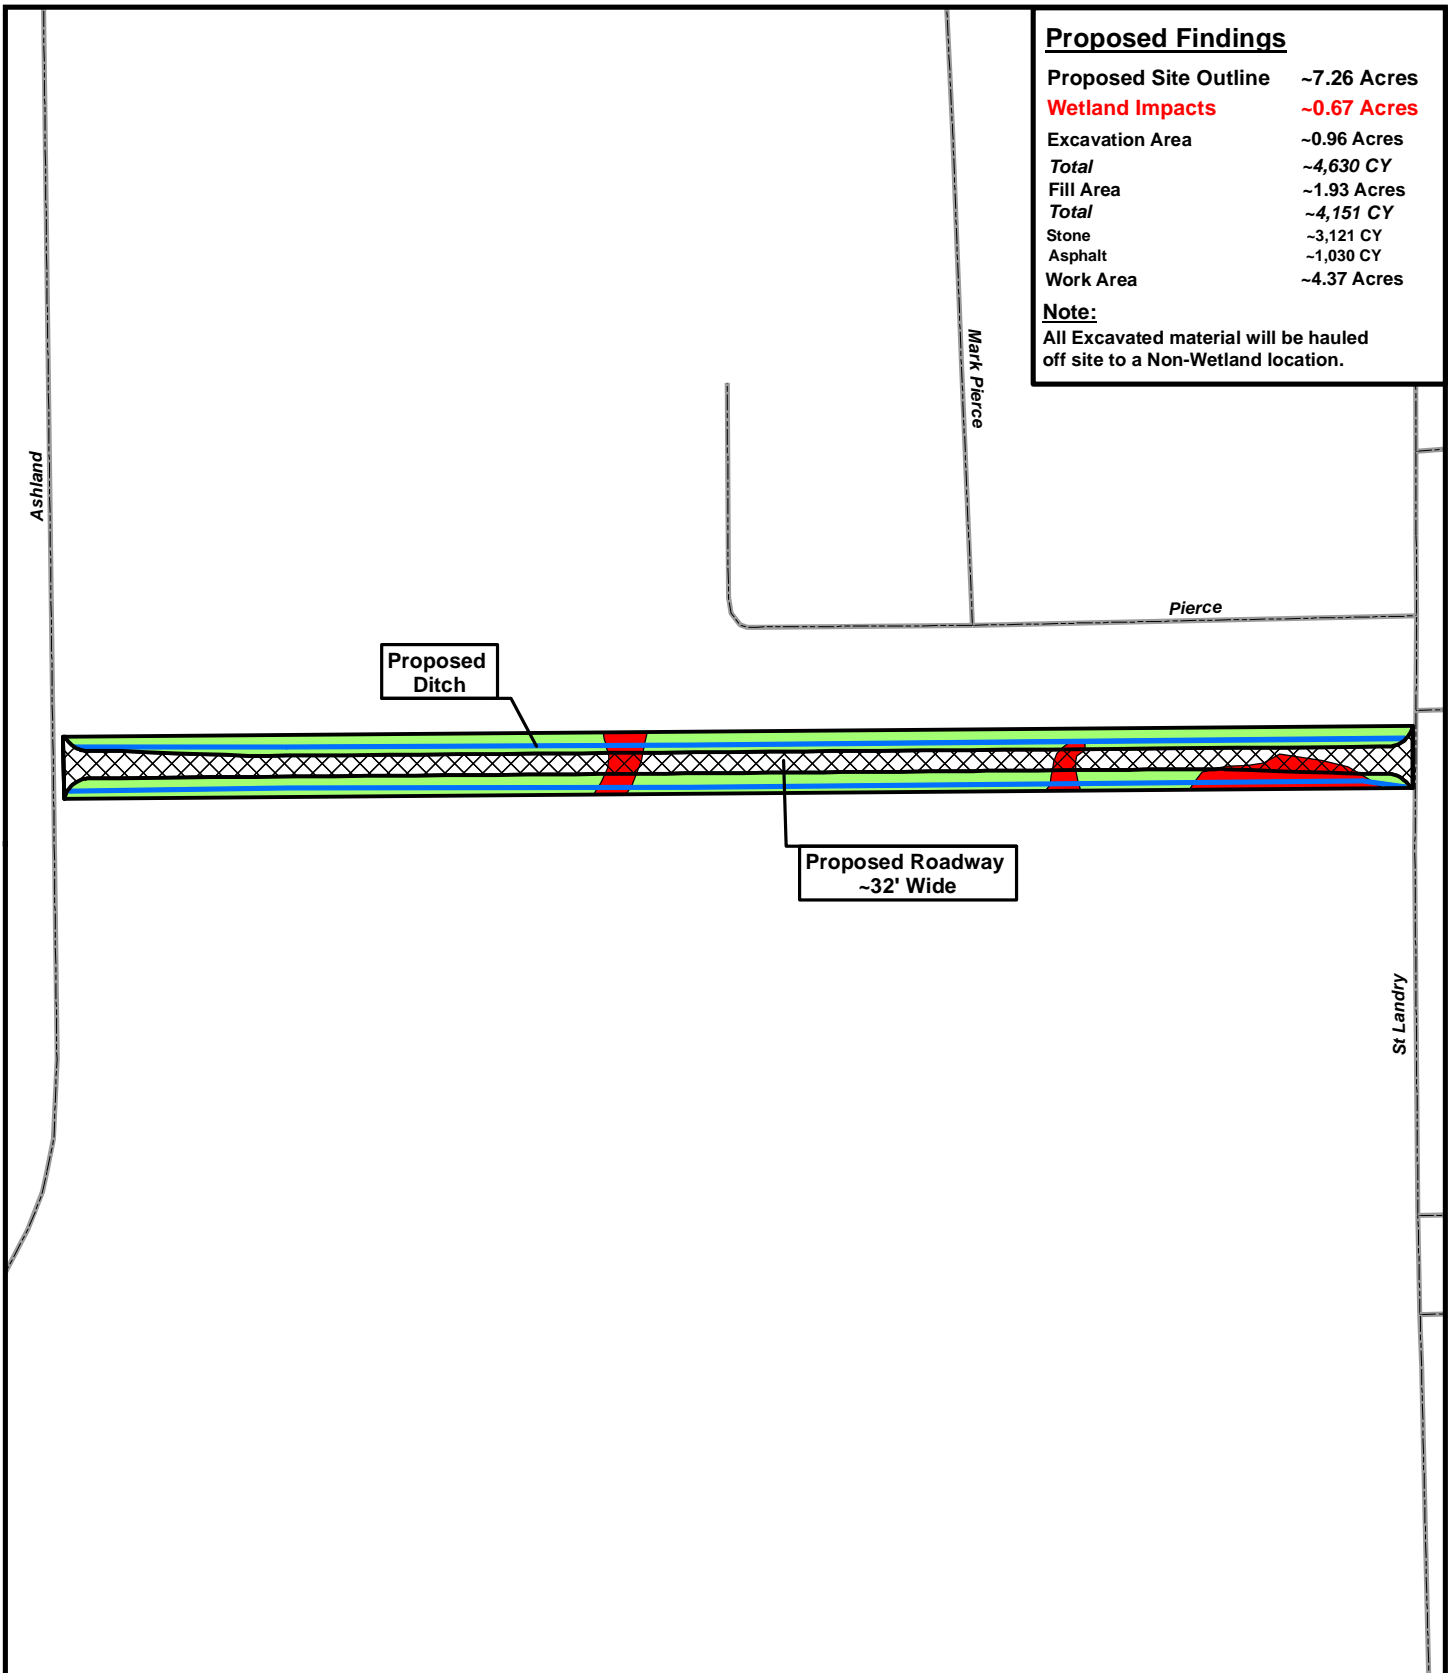 Proposed Findings
Proposed Site Outline ~7.26 Acres
Wetland Impacts ~0.67 Acres
Excavation Area ~0.96 Acres
Total ~4,630 CY
Fill Area ~1.93 Acres
Total ~4,151 CY
Stone ~3,121 CY
Asphalt ~1,030 CY
Work Area ~4.37 Acres
Note:
All Excavated material will be hauled
off site to a Non-Wetland location.
Mark Pierce
Ashland
Pierce
Proposed
Ditch
Proposed Roadway
~32' Wide
St Landry